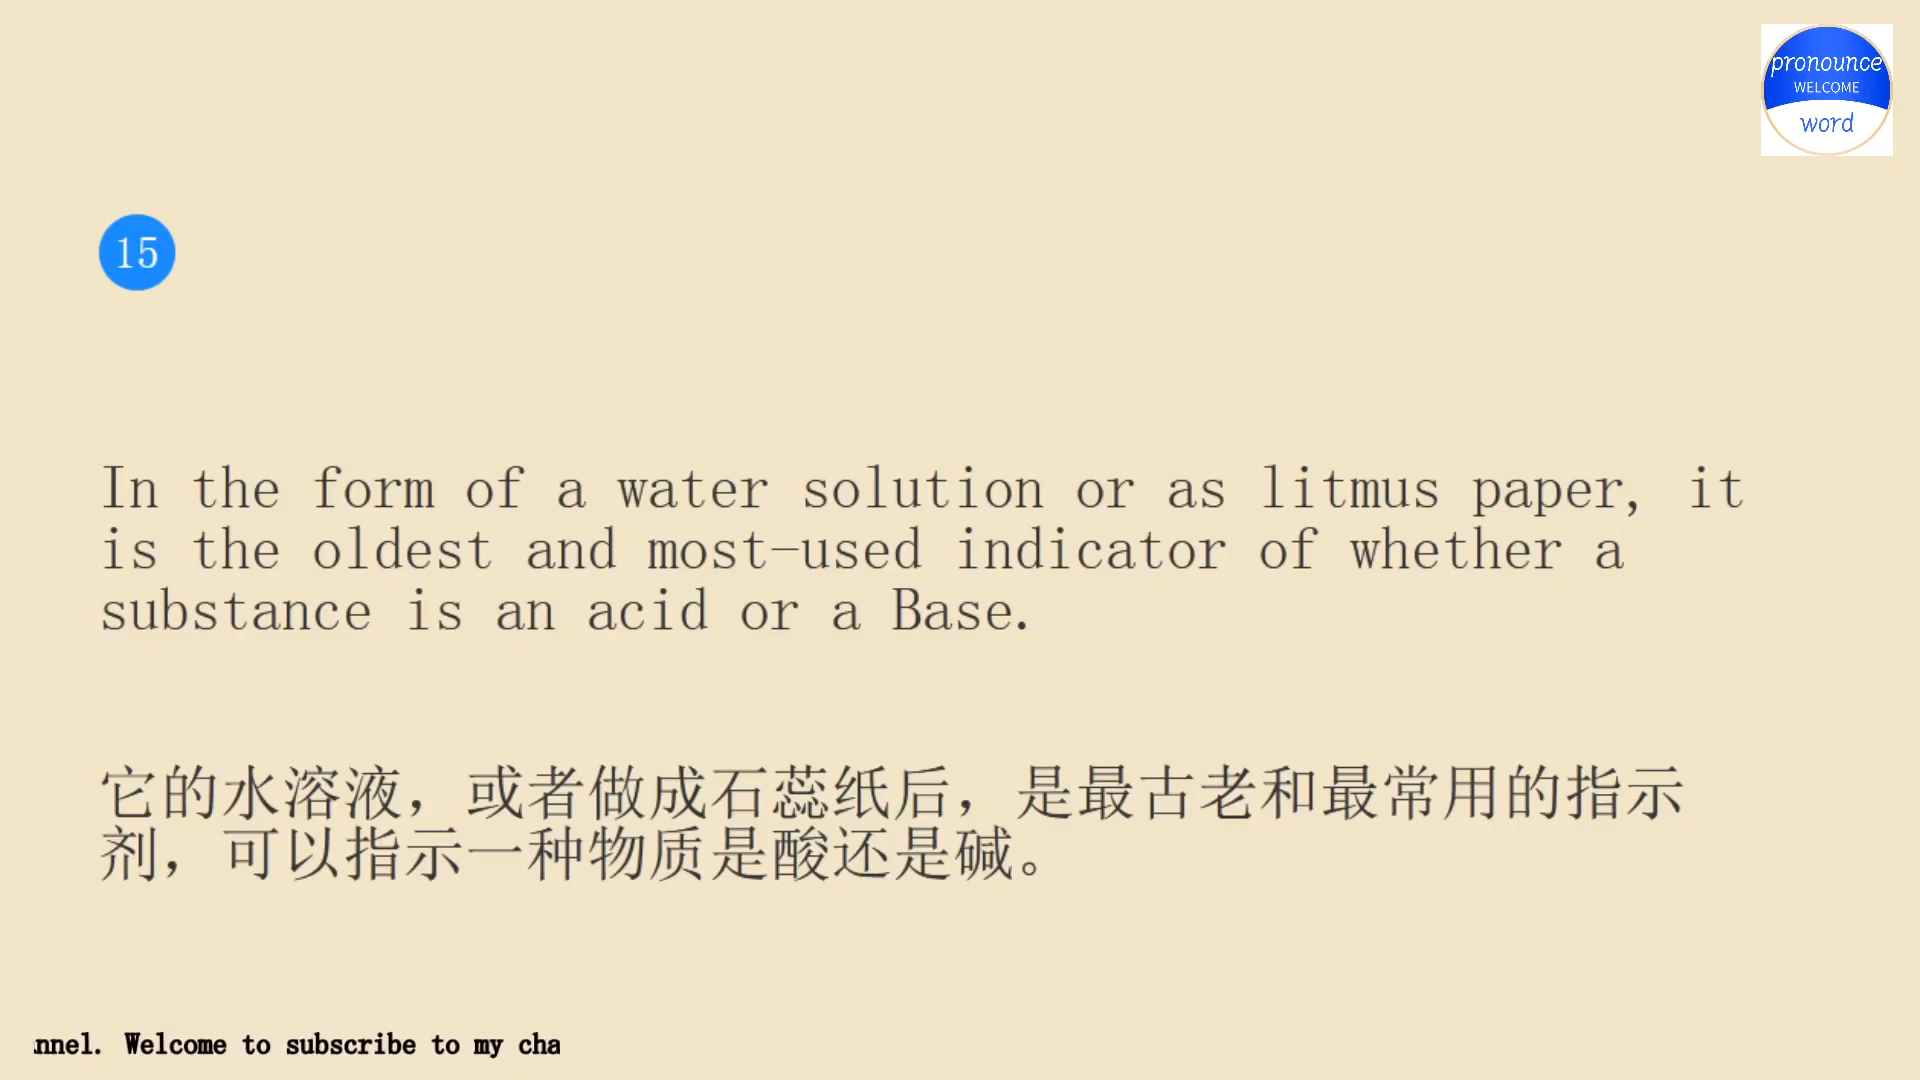 pronounce
WELCOME
word
15
In the form of a water solution or as litmus paper, it
is the oldest and most-used indicator of whether a
substance is an acid or a Base.
它的水溶液，或者做成石蕊纸后，是最古老和最常用的指示
剂，可以指示一种物质是酸还是碱。
nnel. Welcome to subscribe to my cha